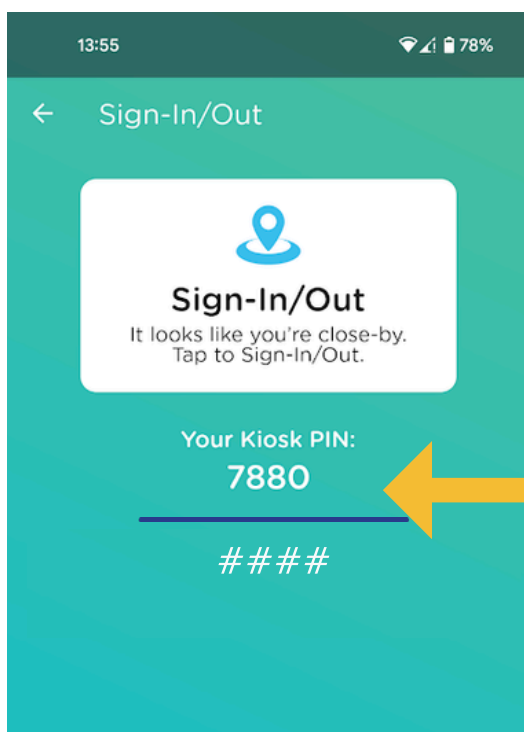 13:55 78%
Sign-In/Out
Sign-In/Out
It looks like you're close-by.
Tap to Sign-In/Out.
Your Kiosk PIN:
7880
####